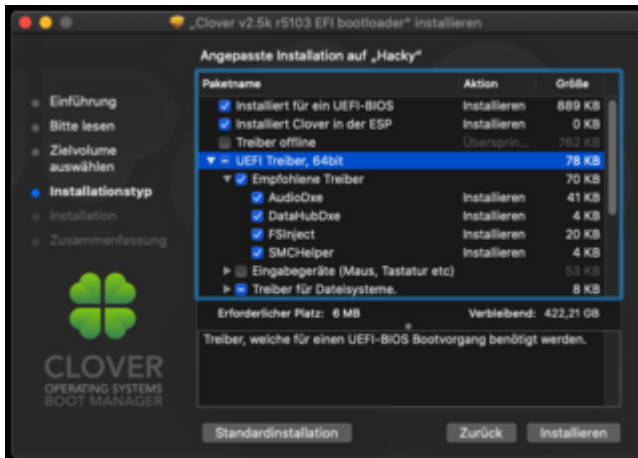 „Clover v2.5k r5103 EFI bootloader“ installieren
Angepasste Installation auf „Hacky“
Einführung
Bitte lesen
Zielvolume
auswählen
Installationstyp
Installation
Zusammenfassung
CLOVER
OPERATING SYSTEMS
BOOT MANAGER
Paketname Aktion Größe
Installiert für ein UEFI-BIOS Installieren 889 KB
Installiert Clover in der ESP Installieren 0 KB
Treiber offline Übersprin... 762 KB
UEFI Treiber, 64bit 78 KB
Empfohlene Treiber 70 KB
AudioDxe Installieren 41 KB
DataHubDxe Installieren 4 KB
FSInject Installieren 20 KB
SMCHelper Installieren 4 KB
Eingabegeräte (Maus, Tastatur etc) 53 KB
Treiber für Dateisysteme. 8 KB
Erforderlicher Platz: 6 MB Verbleibend: 422,21 GB
Treiber, welche für einen UEFI-BIOS Bootvorgang benötigt werden.
Standardinstallation Zurück Installieren